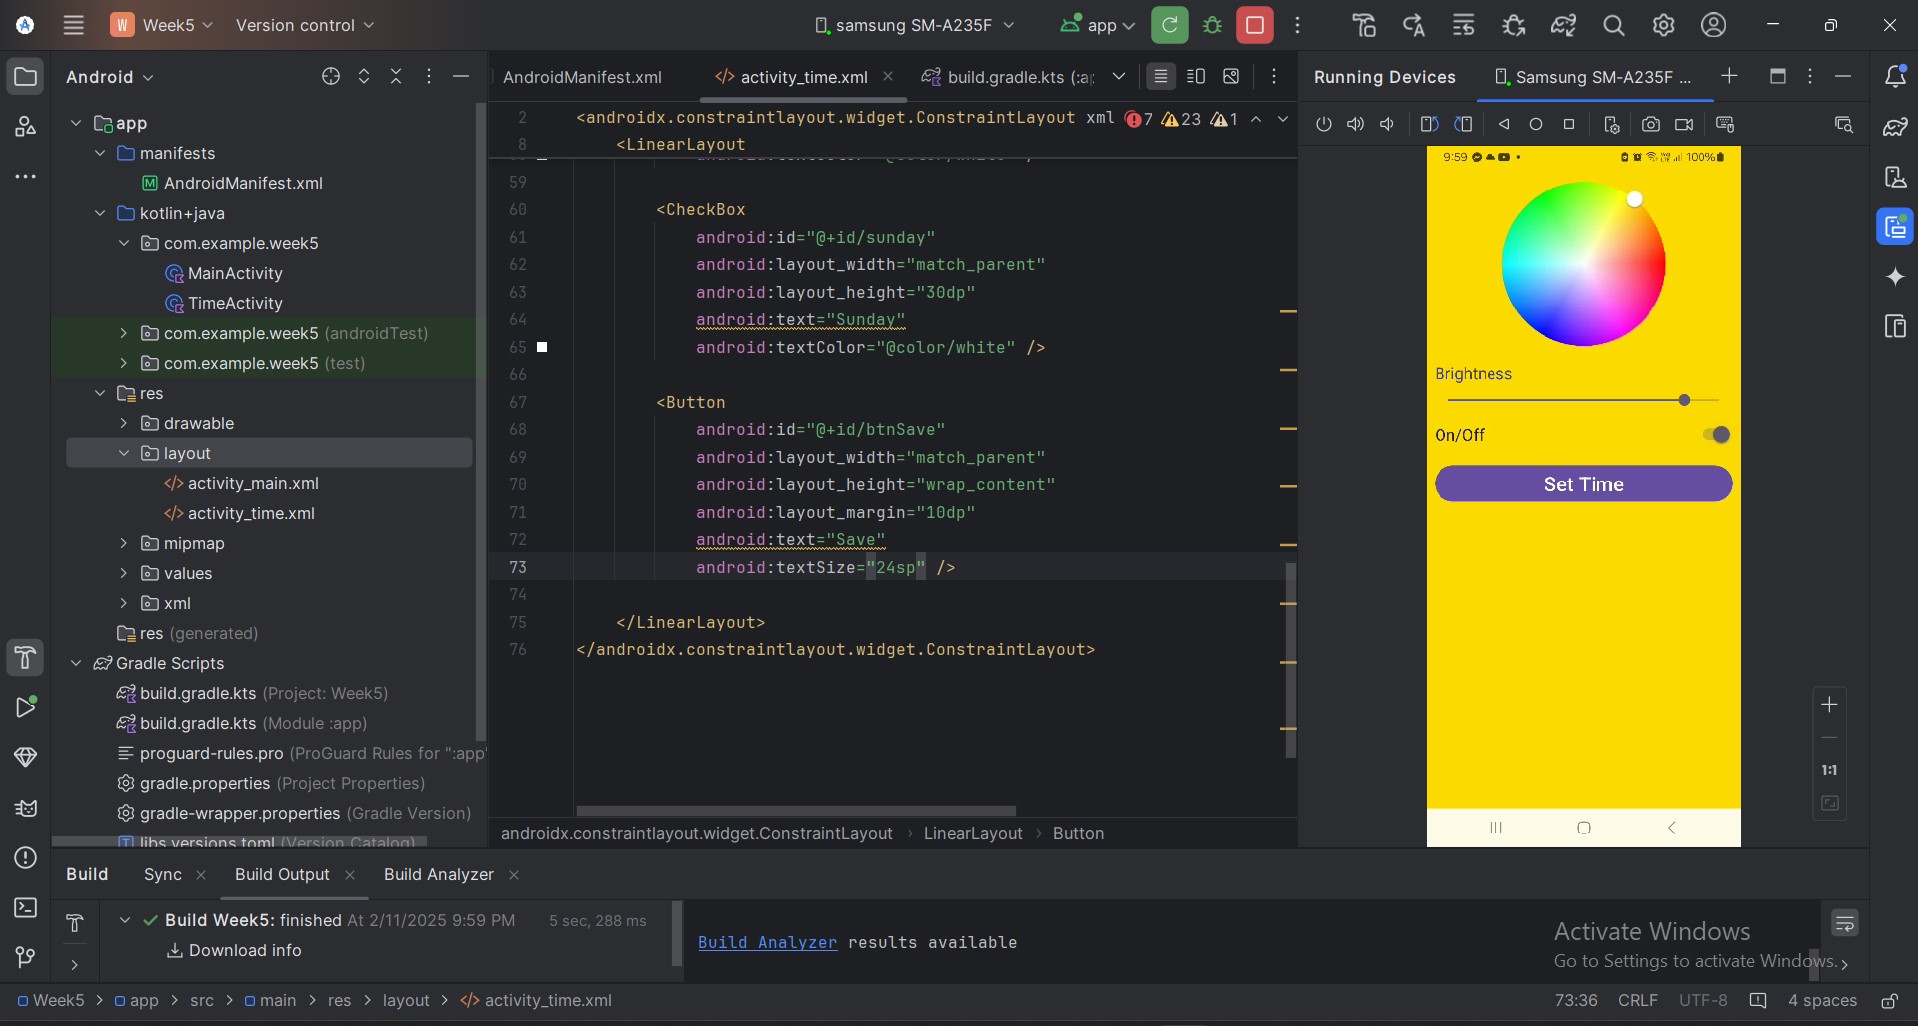 W Week5 Version control samsung SM-A235F app
Android
app
manifests
AndroidManifest.xml
kotlin+java
com.example.week5
MainActivity
TimeActivity
com.example.week5 (androidTest)
com.example.week5 (test)
res
drawable
layout
activity_main.xml
activity_time.xml
mipmap
values
xml
res (generated)
Gradle Scripts
build.gradle.kts (Project: Week5)
build.gradle.kts (Module :app)
proguard-rules.pro (ProGuard Rules for ":app"
gradle.properties (Project Properties)
gradle-wrapper.properties (Gradle Version)
libs.versions.toml (Version Catalog)
AndroidManifest.xml activity_time.xml build.gradle.kts (:ap
2 <androidx.constraintlayout.widget.ConstraintLayout xml 7 23 1
8 <LinearLayout
59
60 <CheckBox
61 android:id="@+id/sunday"
62 android:layout_width="match_parent"
63 android:layout_height="30dp"
64 android:text="Sunday"
65 android:textColor="@color/white" />
66
67 <Button
68 android:id="@+id/btnSave"
69 android:layout_width="match_parent"
70 android:layout_height="wrap_content"
71 android:layout_margin="10dp"
72 android:text="Save"
73 android:textSize="24sp" />
74
75 </LinearLayout>
76 </androidx.constraintlayout.widget.ConstraintLayout>
androidx.constraintlayout.widget.ConstraintLayout › LinearLayout › Button
Running Devices Samsung SM-A235F ...
9:59 100%
Brightness
On/Off
Set Time
1:1
Build Sync Build Output Build Analyzer
Build Week5: finished At 2/11/2025 9:59 PM 5 sec, 288 ms
Download info
Build Analyzer results available
Activate Windows
Go to Settings to activate Windows.
Week5 > app > src > main > res > layout > activity_time.xml 73:36 CRLF UTF-8 4 spaces